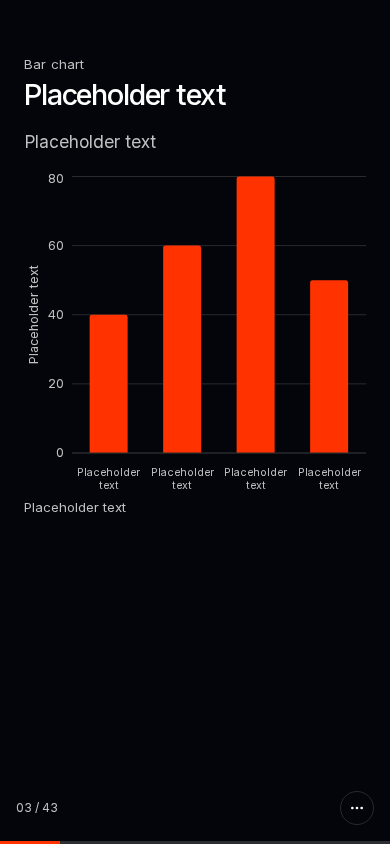 Bar chart
Placeholder text
Placeholder text
Placeholder text
80
60
40
20
0
Placeholder
text
Placeholder
text
Placeholder
text
Placeholder
text
Placeholder text
03 / 43